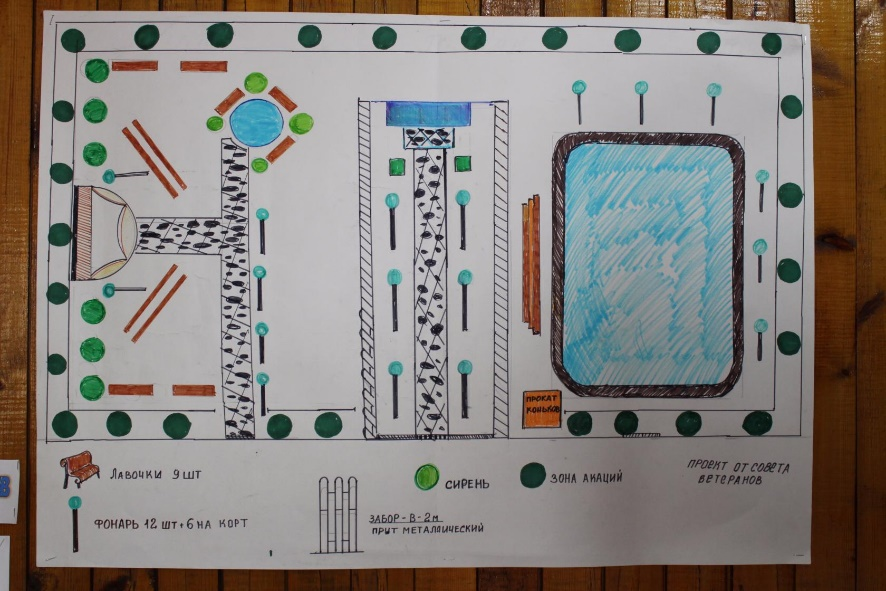 ПРОКАТ
КОНЬКОВ
ЛАВОЧКИ 9 ШТ
СИРЕНЬ
ЗОНА АКАЦИЙ
ПРОЕКТ ОТ СОВЕТА
ВЕТЕРАНОВ
ФОНАРЬ 12 ШТ + 6 НА КОРТ
ЗАБОР - В - 2 м
ПРУТ МЕТАЛЛИЧЕСКИЙ